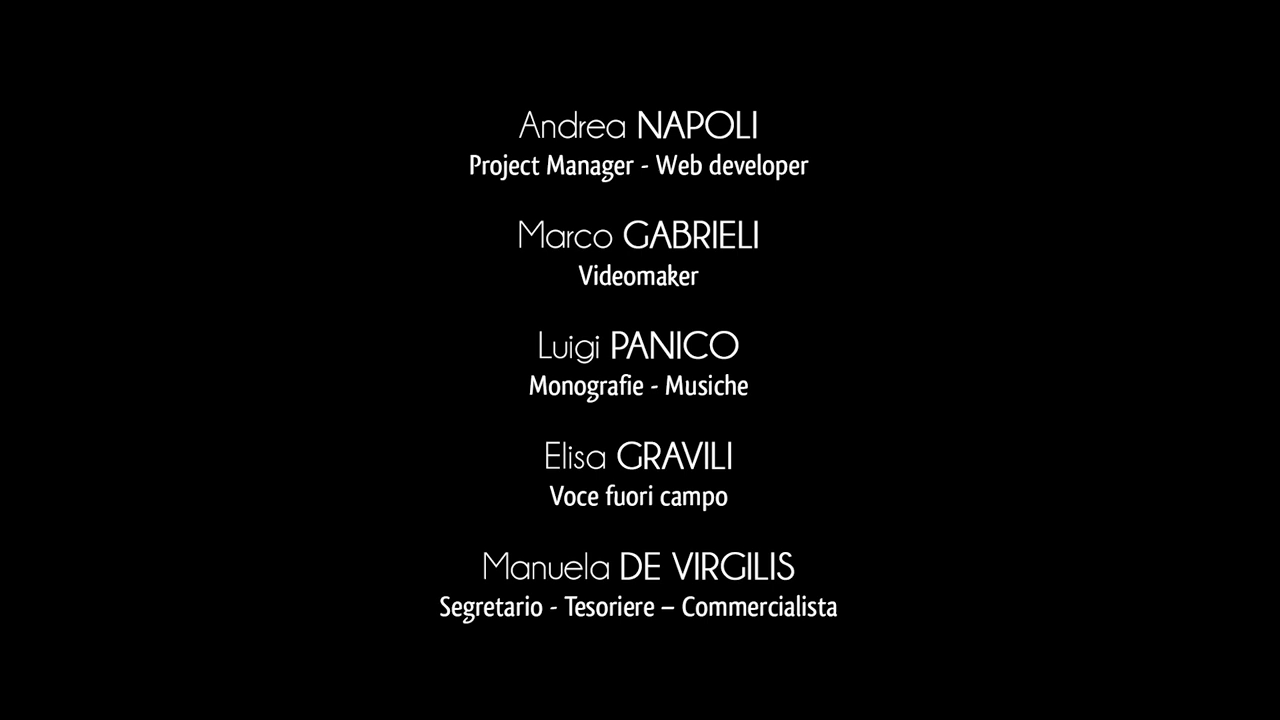 Andrea NAPOLI
Project Manager - Web developer
Marco GABRIELI
Videomaker
Luigi PANICO
Monografie - Musiche
Elisa GRAVILI
Voce fuori campo
Manuela DE VIRGILIS
Segretario - Tesoriere – Commercialista